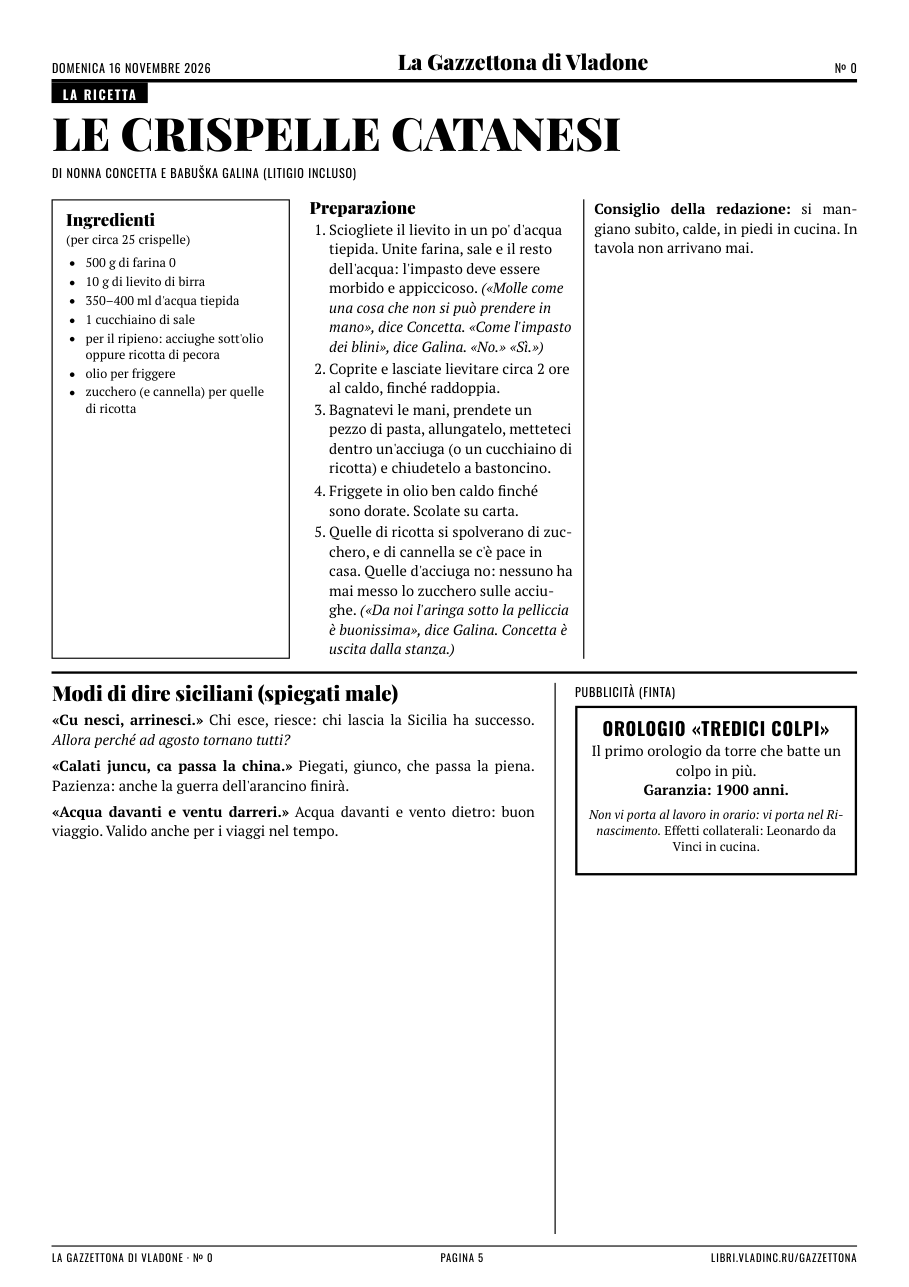 DOMENICA 16 NOVEMBRE 2026
La Gazzettona di Vladone
Nº 0
LA RICETTA
LE CRISPELLE CATANESI
DI NONNA CONCETTA E BABUŠKA GALINA (LITIGIO INCLUSO)
Ingredienti
(per circa 25 crispelle)
• 500 g di farina 0
• 10 g di lievito di birra
• 350–400 ml d'acqua tiepida
• 1 cucchiaino di sale
• per il ripieno: acciughe sott'olio
oppure ricotta di pecora
• olio per friggere
• zucchero (e cannella) per quelle
di ricotta
Preparazione
1. Sciogliete il lievito in un po' d'acqua
tiepida. Unite farina, sale e il resto
dell'acqua: l'impasto deve essere
morbido e appiccicoso. («Molle come
una cosa che non si può prendere in
mano», dice Concetta. «Come l'impasto
dei blini», dice Galina. «No.» «Sì.»)
2. Coprite e lasciate lievitare circa 2 ore
al caldo, finché raddoppia.
3. Bagnatevi le mani, prendete un
pezzo di pasta, allungatelo, metteteci
dentro un'acciuga (o un cucchiaino di
ricotta) e chiudetelo a bastoncino.
4. Friggete in olio ben caldo finché
sono dorate. Scolate su carta.
5. Quelle di ricotta si spolverano di zuc-
chero, e di cannella se c'è pace in
casa. Quelle d'acciuga no: nessuno ha
mai messo lo zucchero sulle acciu-
ghe. («Da noi l'aringa sotto la pelliccia
è buonissima», dice Galina. Concetta è
uscita dalla stanza.)
Consiglio della redazione: si man-
giano subito, calde, in piedi in cucina. In
tavola non arrivano mai.
Modi di dire siciliani (spiegati male)
«Cu nesci, arrinesci.» Chi esce, riesce: chi lascia la Sicilia ha successo.
Allora perché ad agosto tornano tutti?
«Calati juncu, ca passa la china.» Piegati, giunco, che passa la piena.
Pazienza: anche la guerra dell'arancino finirà.
«Acqua davanti e ventu darreri.» Acqua davanti e vento dietro: buon
viaggio. Valido anche per i viaggi nel tempo.
PUBBLICITÀ (FINTA)
OROLOGIO «TREDICI COLPI»
Il primo orologio da torre che batte un
colpo in più.
Garanzia: 1900 anni.
Non vi porta al lavoro in orario: vi porta nel Ri-
nascimento. Effetti collaterali: Leonardo da
Vinci in cucina.
LA GAZZETTONA DI VLADONE · Nº 0
PAGINA 5
LIBRI.VLADINC.RU/GAZZETTONA